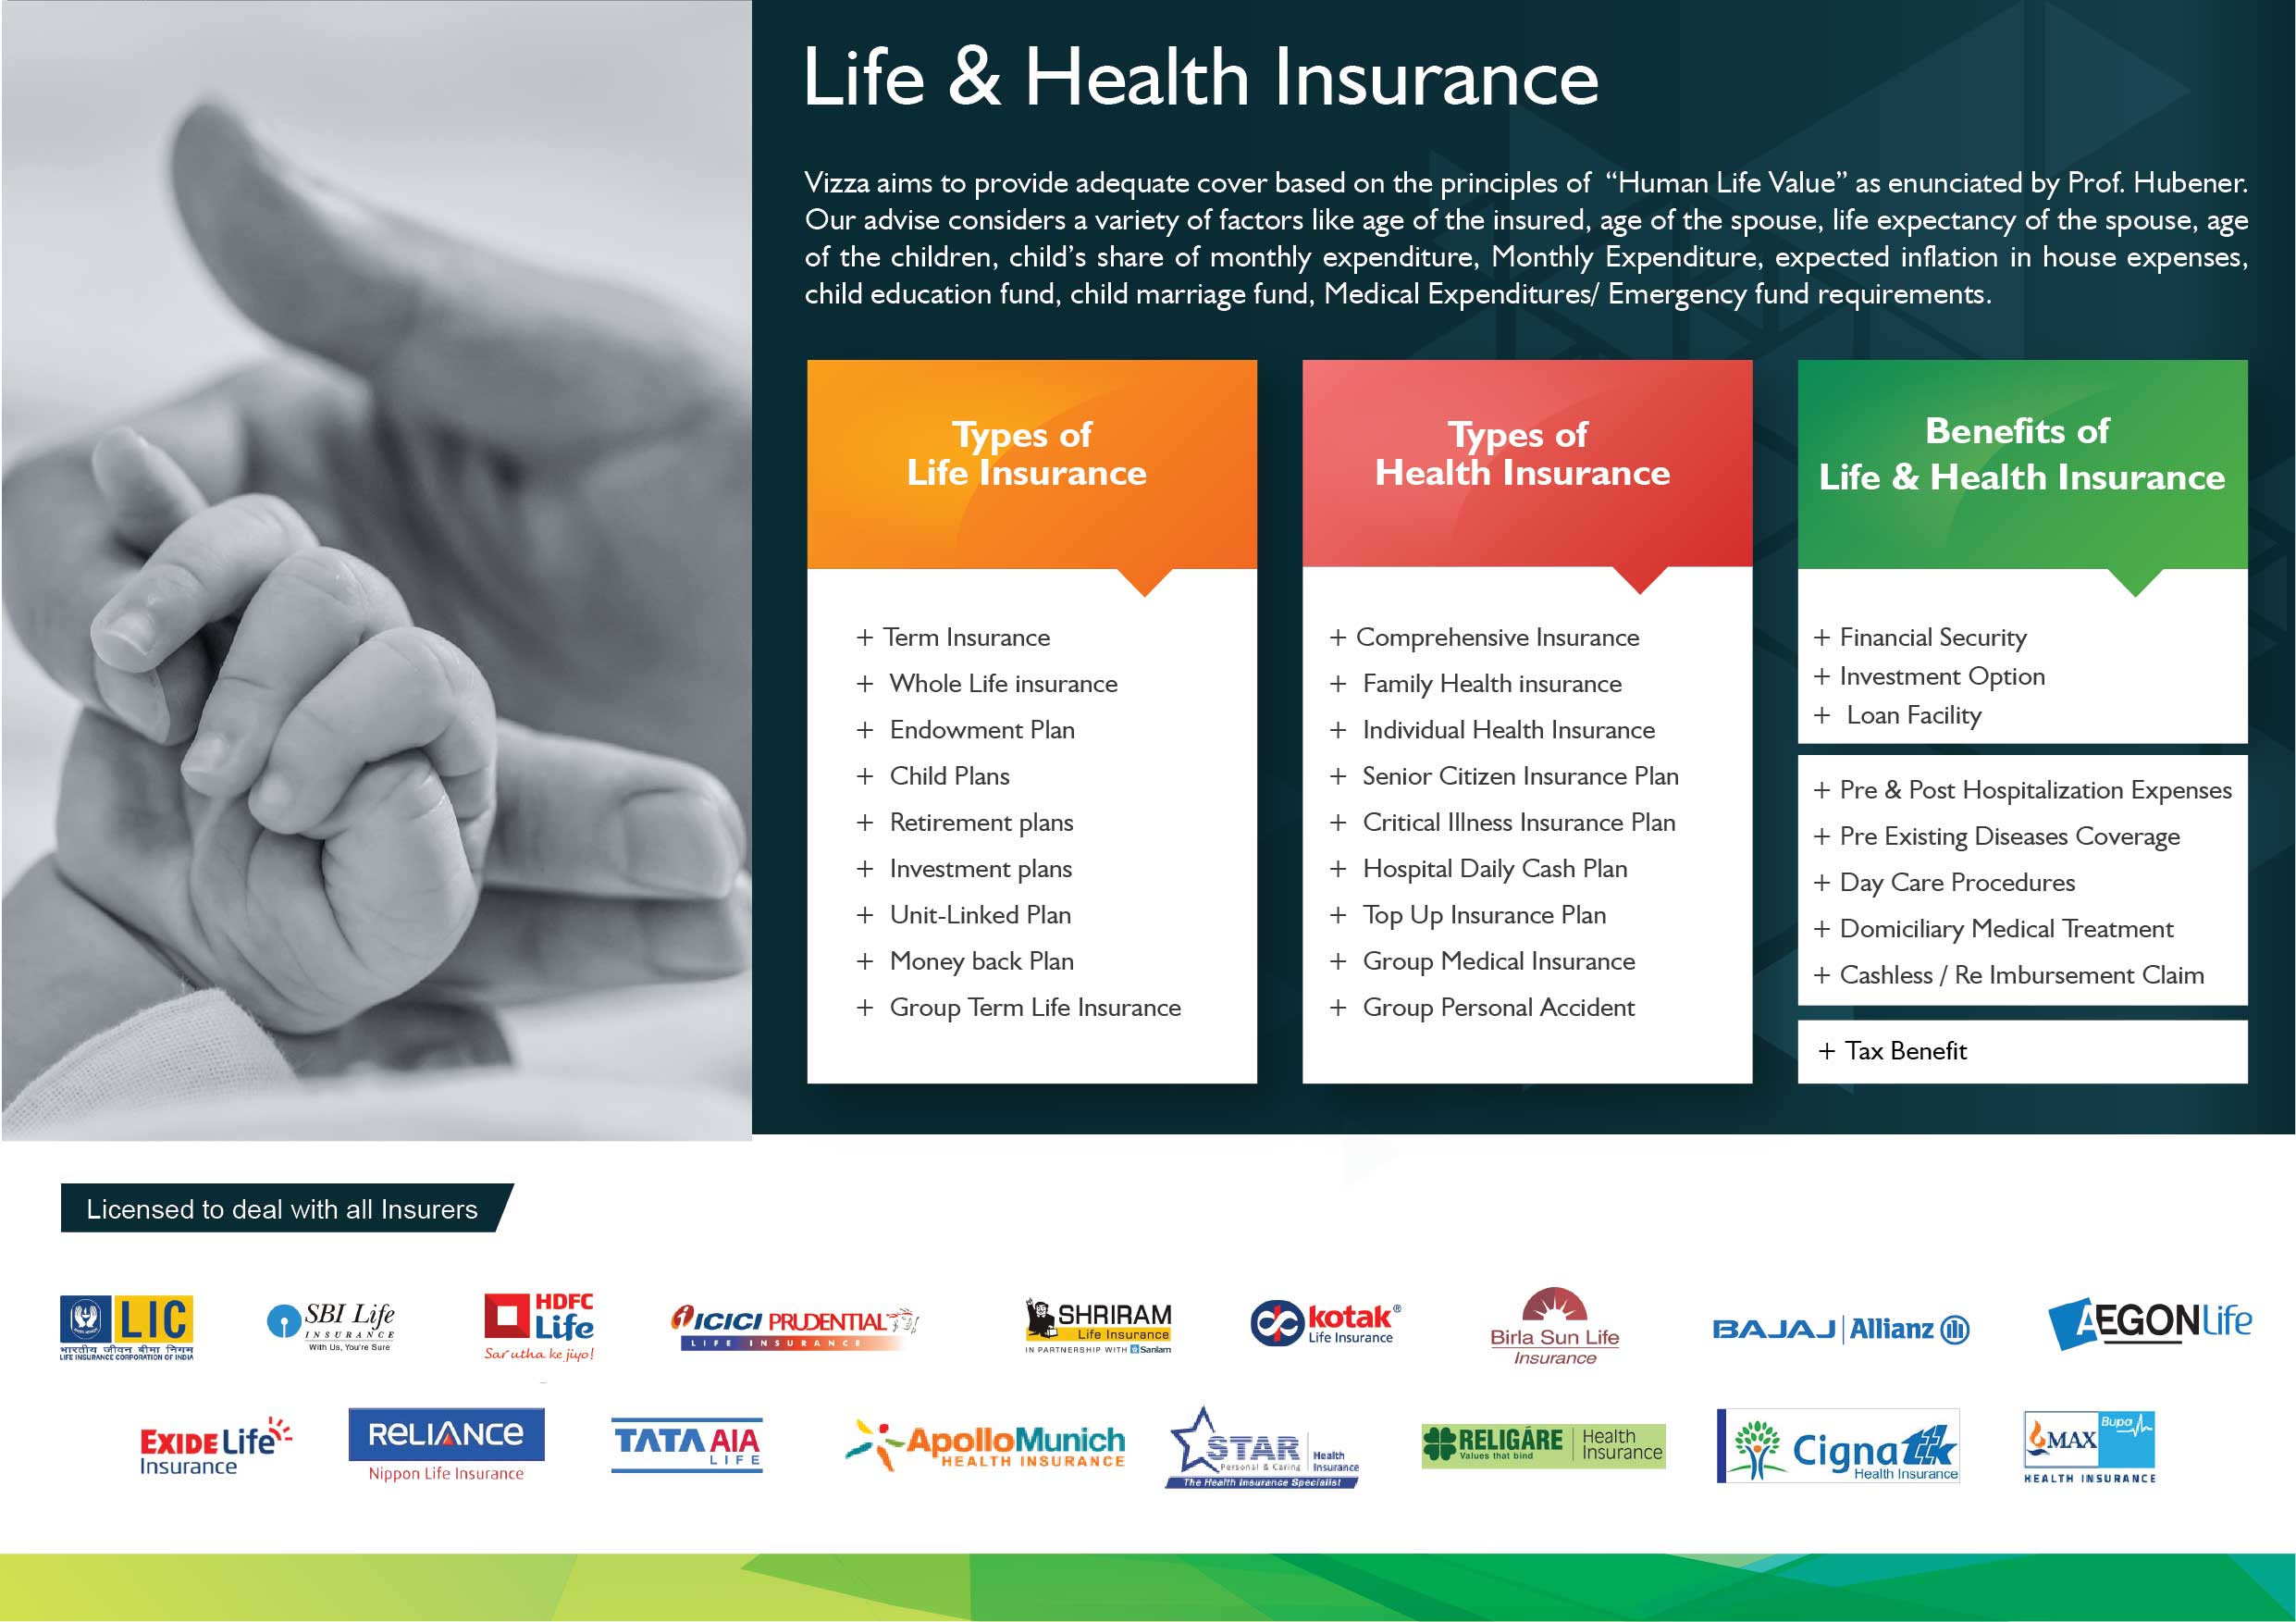 Life & Health Insurance
Vizza aims to provide adequate cover based on the principles of “Human Life Value” as enunciated by Prof. Hubener.
Our advise considers a variety of factors like age of the insured, age of the spouse, life expectancy of the spouse, age
of the children, child’s share of monthly expenditure, Monthly Expenditure, expected inflation in house expenses,
child education fund, child marriage fund, Medical Expenditures/ Emergency fund requirements.
Types of
Life Insurance
+ Term Insurance
+ Whole Life insurance
+ Endowment Plan
+ Child Plans
+ Retirement plans
+ Investment plans
+ Unit-Linked Plan
+ Money back Plan
+ Group Term Life Insurance
Types of
Health Insurance
+ Comprehensive Insurance
+ Family Health insurance
+ Individual Health Insurance
+ Senior Citizen Insurance Plan
+ Critical Illness Insurance Plan
+ Hospital Daily Cash Plan
+ Top Up Insurance Plan
+ Group Medical Insurance
+ Group Personal Accident
Benefits of
Life & Health Insurance
+ Financial Security
+ Investment Option
+ Loan Facility
+ Pre & Post Hospitalization Expenses
+ Pre Existing Diseases Coverage
+ Day Care Procedures
+ Domiciliary Medical Treatment
+ Cashless / Re Imbursement Claim
+ Tax Benefit
Licensed to deal with all Insurers
LIC
भारतीय जीवन बीमा निगम
LIFE INSURANCE CORPORATION OF INDIA
SBI Life
INSURANCE
With Us, You're Sure
HDFC
Life
Sar utha ke jiyo!
ICICI PRUDENTIAL
LIFE INSURANCE
SHRIRAM
Life Insurance
IN PARTNERSHIP WITH Sanlam
kotak®
Life Insurance
Birla Sun Life
Insurance
BAJAJ | Allianz
AEGON Life
EXIDE Life
Insurance
RELIANCE
Nippon Life Insurance
TATA AIA
LIFE
ApolloMunich
HEALTH INSURANCE
STAR
Health
Insurance
Personal & Caring
The Health Insurance Specialist
RELIGARE
Values that bind
Health
Insurance
Cigna ttk
Health Insurance
MAX
Bupa
HEALTH INSURANCE